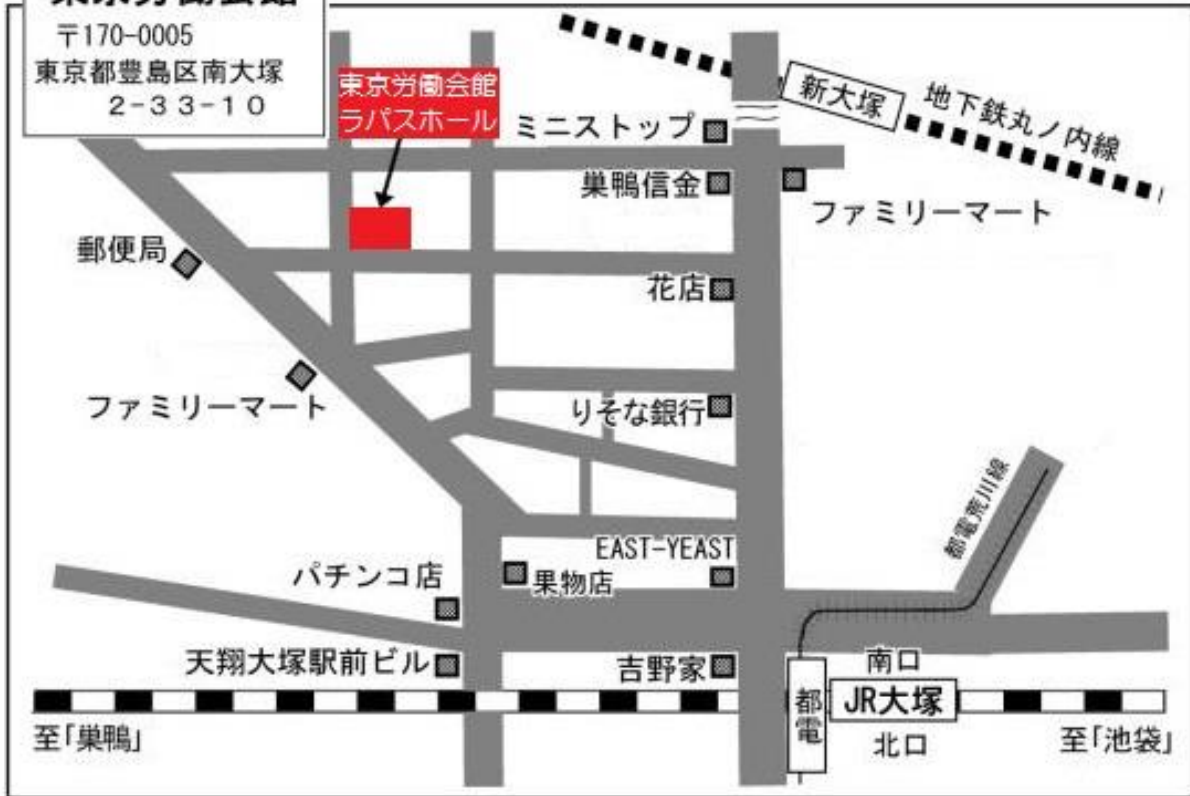 東京労働会館
〒170-0005
東京都豊島区南大塚
2-33-10
東京労働会館
ラパスホール
新大塚
地下鉄丸ノ内線
ミニストップ
巣鴨信金
ファミリーマート
郵便局
花店
ファミリーマート
りそな銀行
都電荒川線
EAST-YEAST
パチンコ店
果物店
天翔大塚駅前ビル
吉野家
南口
都電
JR大塚
北口
至「巣鴨」
至「池袋」